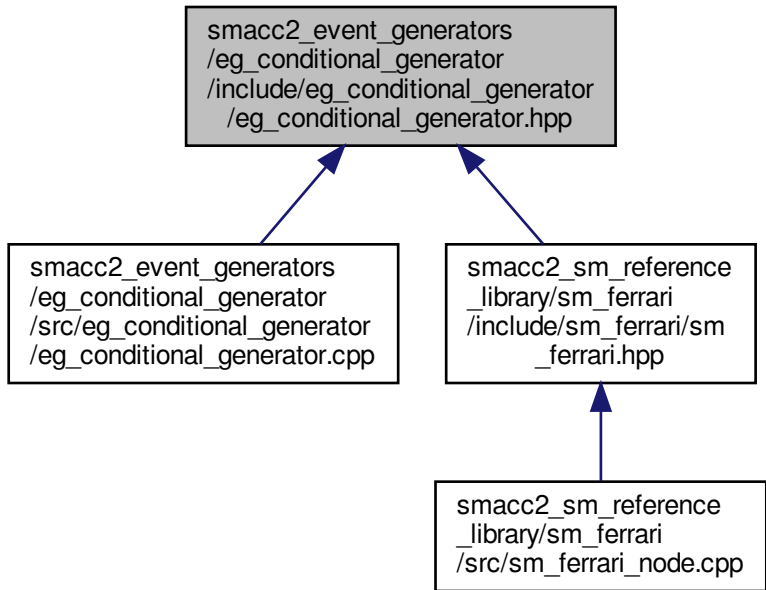 smacc2_event_generators
/eg_conditional_generator
/include/eg_conditional_generator
/eg_conditional_generator.hpp
smacc2_event_generators
/eg_conditional_generator
/src/eg_conditional_generator
/eg_conditional_generator.cpp
smacc2_sm_reference
_library/sm_ferrari
/include/sm_ferrari/sm
_ferrari.hpp
smacc2_sm_reference
_library/sm_ferrari
/src/sm_ferrari_node.cpp